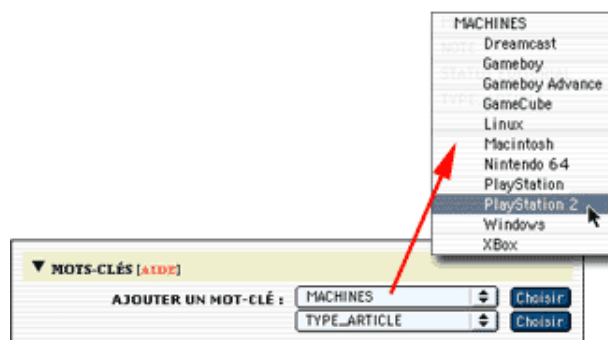 MACHINES
Dreamcast
Gameboy
Gameboy Advance
GameCube
Linux
Macintosh
Nintendo 64
PlayStation
PlayStation 2
Windows
XBox
▼ MOTS-CLÉS [AIDE]
AJOUTER UN MOT-CLÉ : MACHINES Choisir
TYPE_ARTICLE Choisir